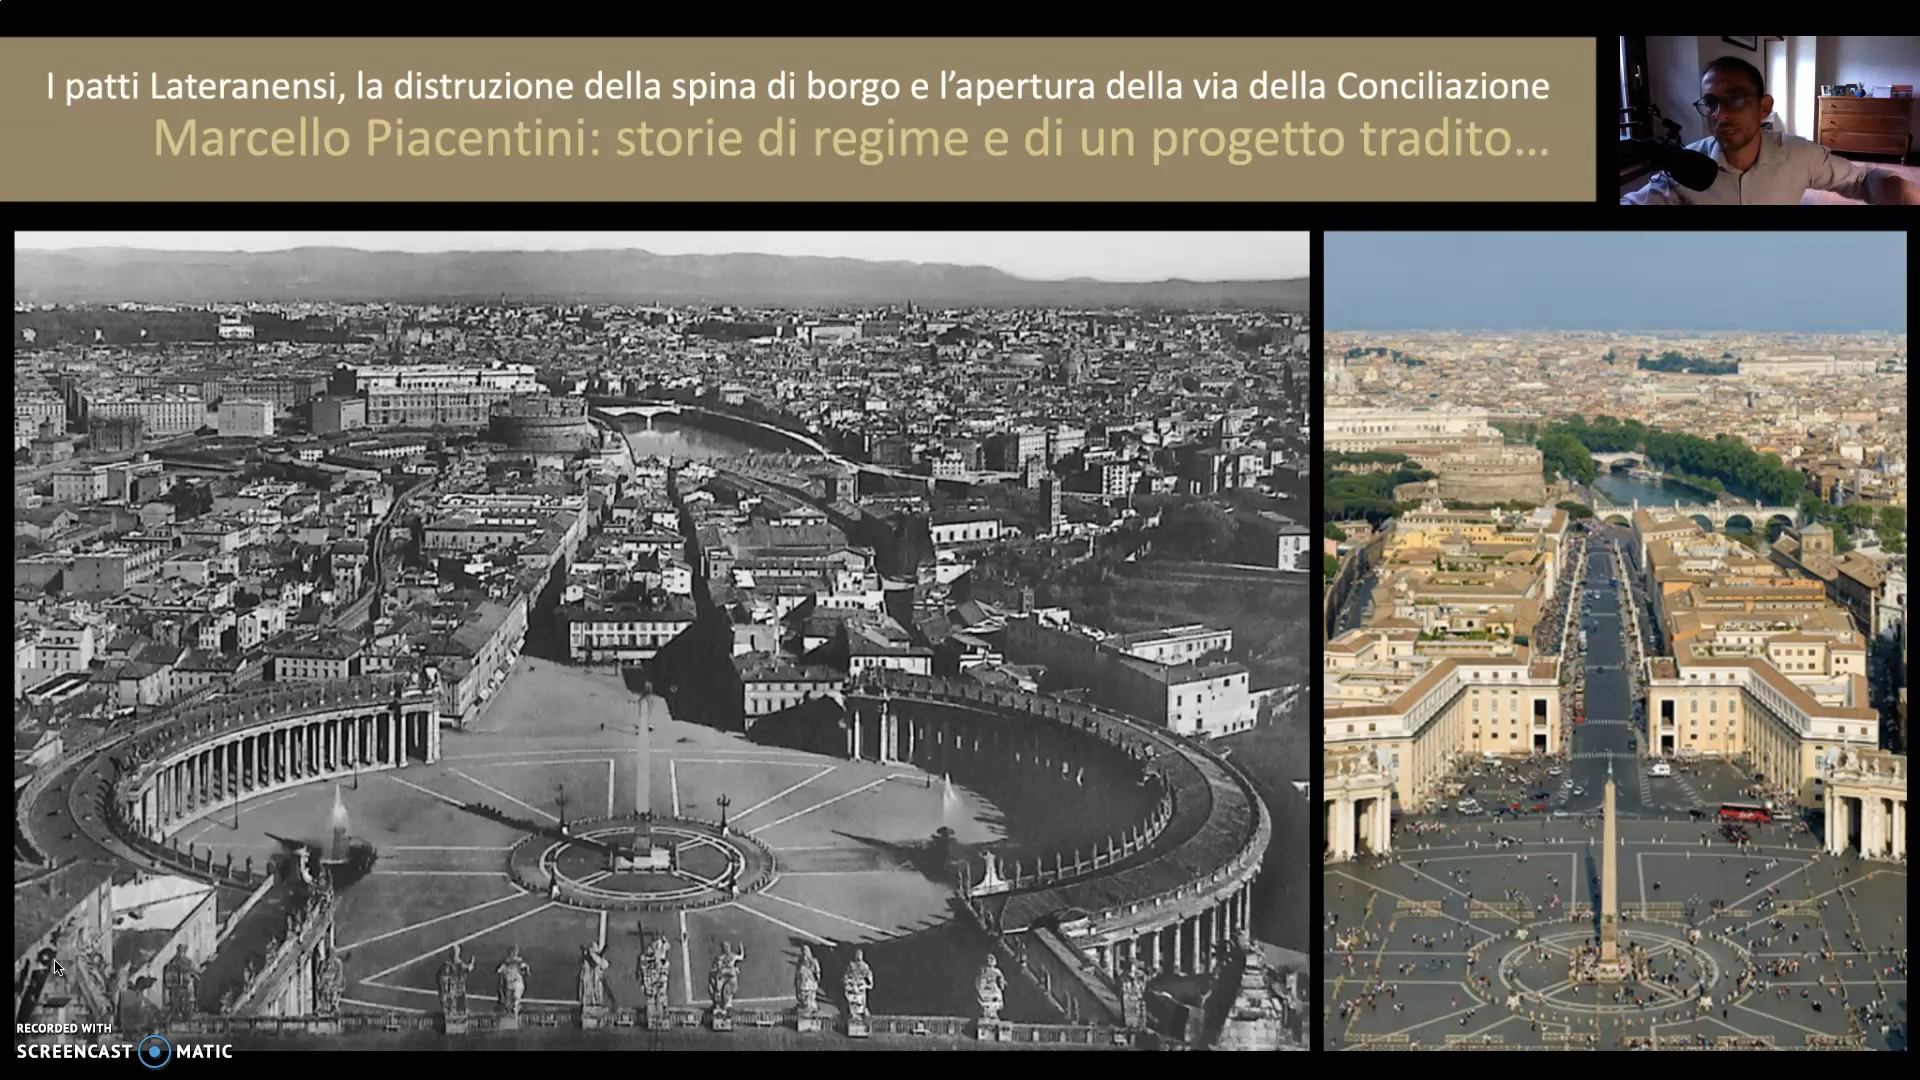 I patti Lateranensi, la distruzione della spina di borgo e l’apertura della via della Conciliazione
Marcello Piacentini: storie di regime e di un progetto tradito...
RECORDED WITH
SCREENCAST MATIC